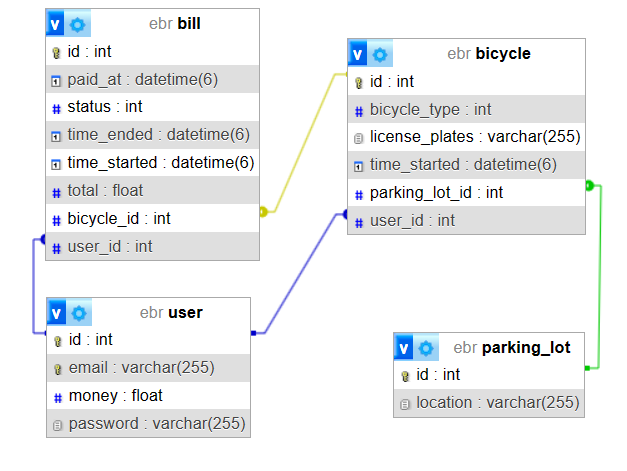 ebr bill
id : int
paid_at : datetime(6)
status : int
time_ended : datetime(6)
time_started : datetime(6)
total : float
bicycle_id : int
user_id : int
ebr bicycle
id : int
bicycle_type : int
license_plates : varchar(255)
time_started : datetime(6)
parking_lot_id : int
user_id : int
ebr user
id : int
email : varchar(255)
money : float
password : varchar(255)
ebr parking_lot
id : int
location : varchar(255)